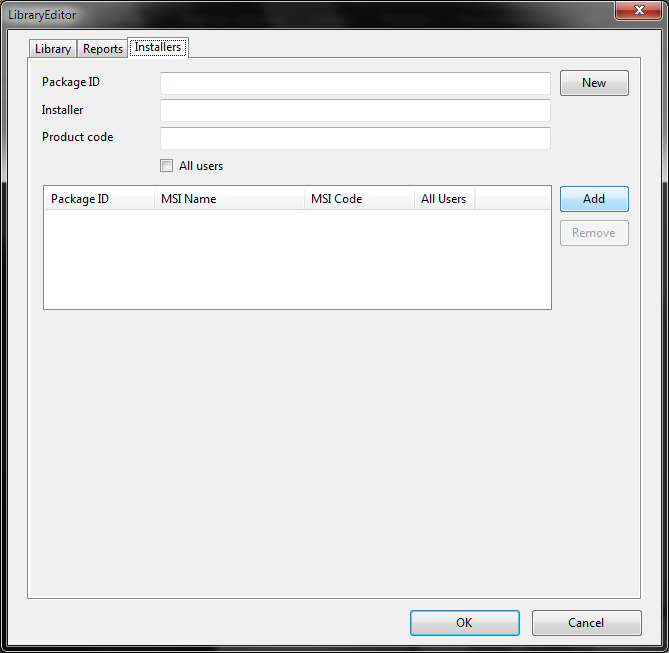 LibraryEditor
Library Reports Installers
Package ID New
Installer
Product code
All users
Package ID MSI Name MSI Code All Users Add
Remove
OK Cancel